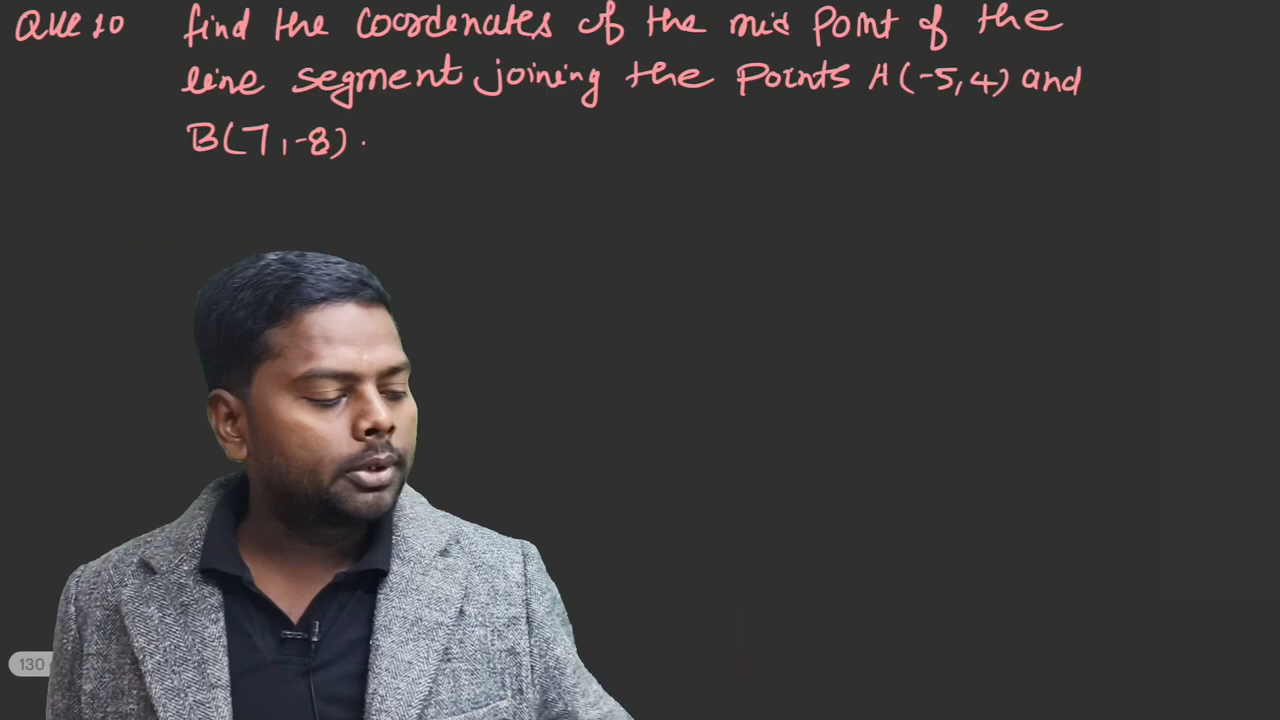 Que 10 find the coordenates of the mid point of the
line segment joining the points A(-5,4) and
B(7,-8).
130